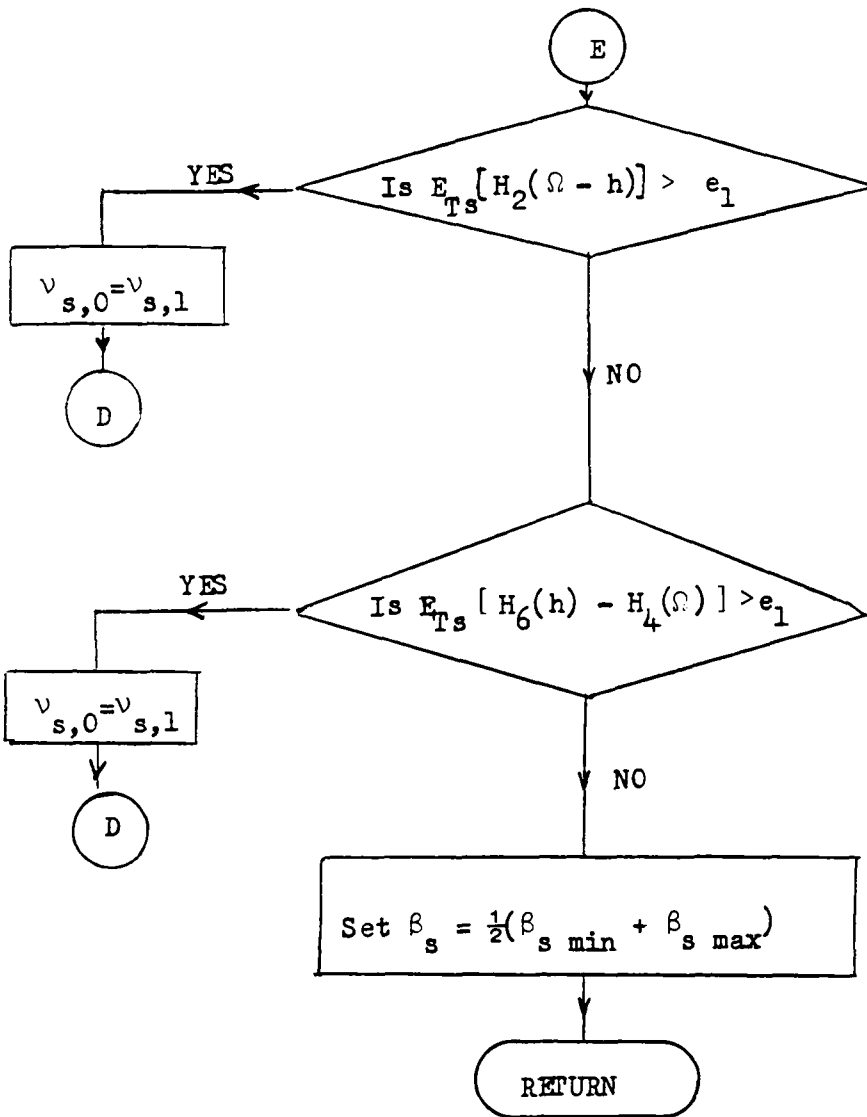 E
Is E_Ts[H_2(Ω - h)] > e_1
YES
ν_s,0=ν_s,1
D
NO
Is E_Ts [ H_6(h) - H_4(Ω) ] >e_1
YES
ν_s,0=ν_s,1
D
NO
Set β_s = ½(β_s min + β_s max)
RETURN